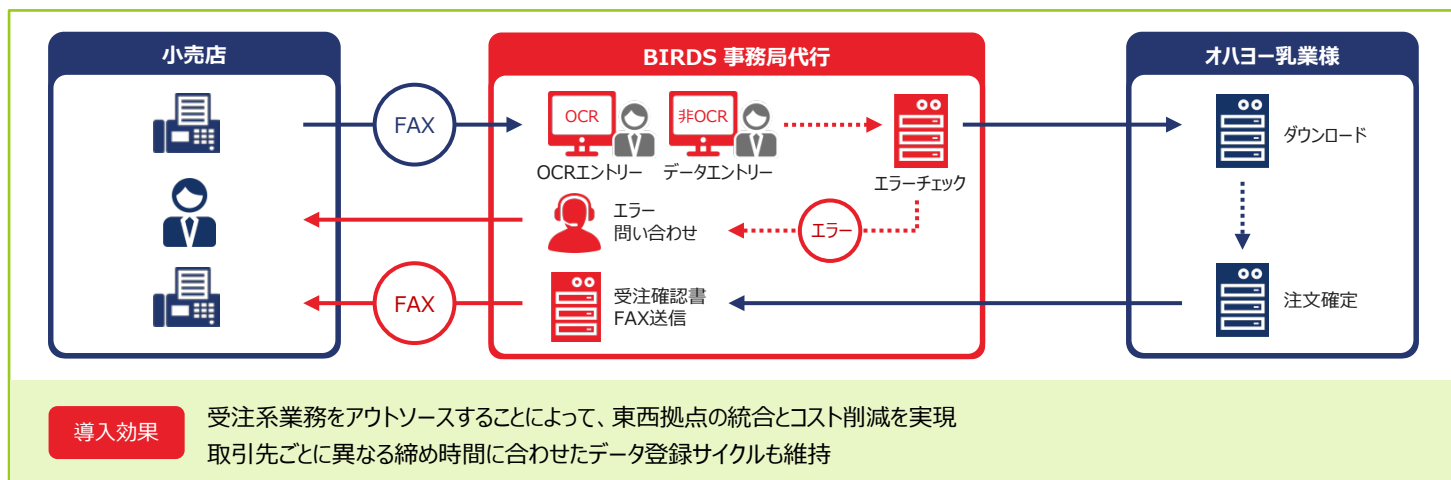 小売店
BIRDS 事務局代行
オハヨー乳業様
FAX
OCR
非OCR
OCRエントリー
データエントリー
エラーチェック
ダウンロード
エラー
問い合わせ
エラー
FAX
受注確認書
FAX送信
注文確定
導入効果
受注系業務をアウトソースすることによって、東西拠点の統合とコスト削減を実現
取引先ごとに異なる締め時間に合わせたデータ登録サイクルも維持